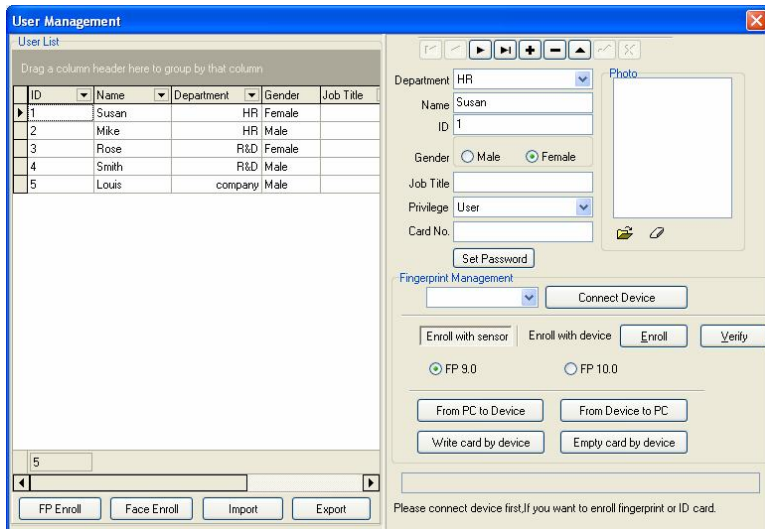 User Management
User List
Drag a column header here to group by that column
ID Name Department Gender Job Title
1 Susan HR Female
2 Mike HR Male
3 Rose R&D Female
4 Smith R&D Male
5 Louis company Male
5
FP Enroll Face Enroll Import Export
Department HR
Name Susan
ID 1
Gender Male Female
Job Title
Privilege User
Card No.
Set Password
Photo
Fingerprint Management
Connect Device
Enroll with sensor Enroll with device Enroll Verify
FP 9.0 FP 10.0
From PC to Device From Device to PC
Write card by device Empty card by device
Please connect device first,If you want to enroll fingerprint or ID card.